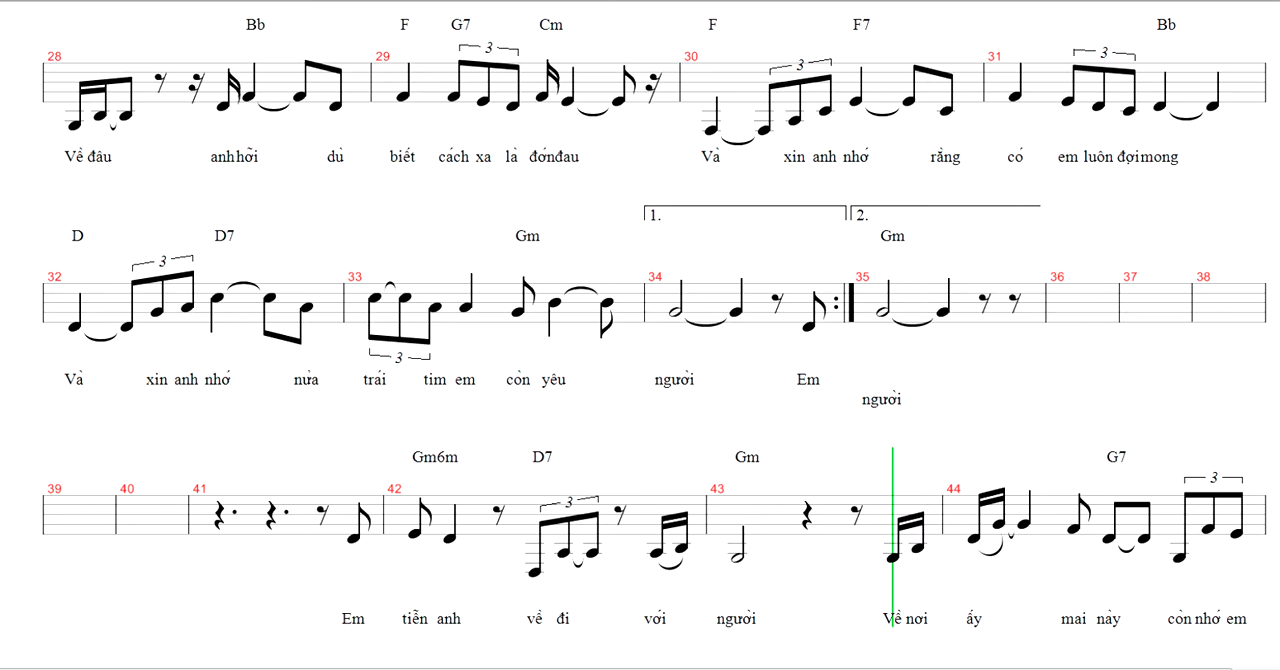 Bb F G7 Cm F F7 Bb
28 29 30 31
3 3 3
Về đâu anh hỡi dù biết cách xa là đớn đau Và xin anh nhớ rằng có em luôn đợi mong
1. 2.
D D7 Gm Gm
32 33 34 35 36 37 38
3 3
Và xin anh nhớ nửa trái tim em còn yêu người Em
người
Gm6m D7 Gm G7
39 40 41 42 43 44
3 3
Em tiễn anh về đi với người Về nơi ấy mai này còn nhớ em